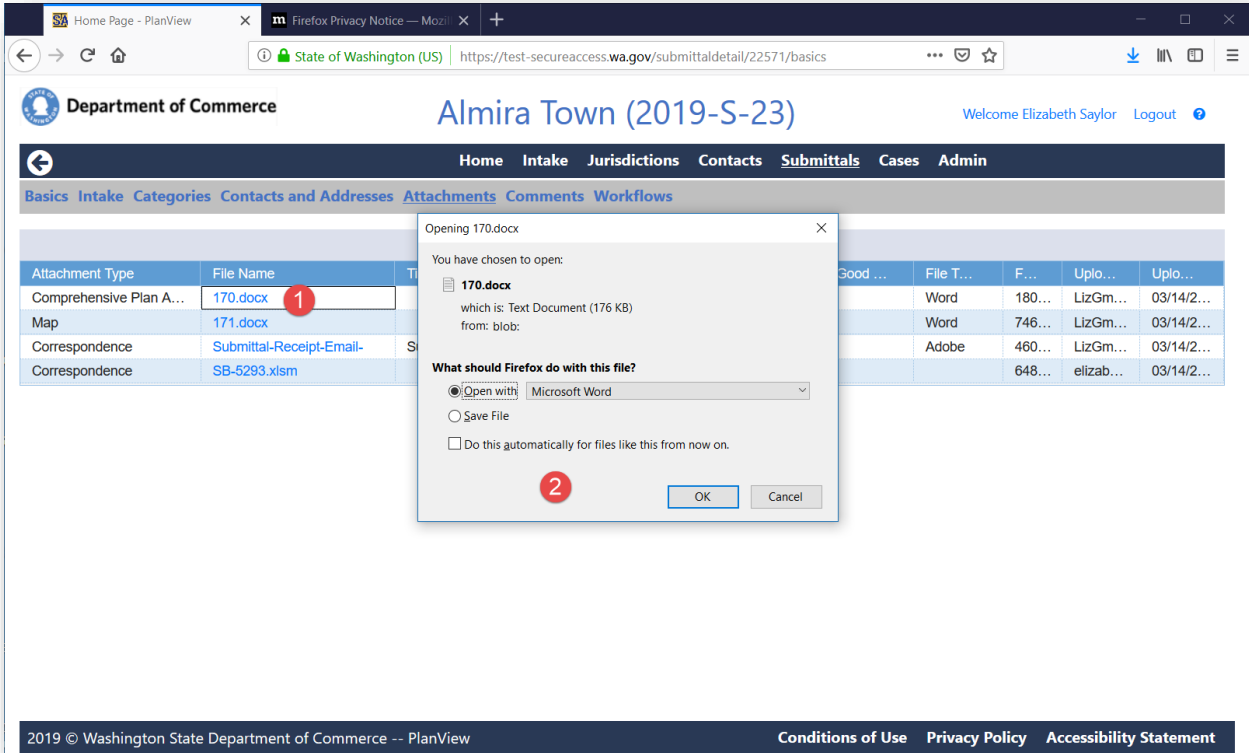 Home Page - PlanView
m Firefox Privacy Notice — Mozil
State of Washington (US) https://test-secureaccess.wa.gov/submittaldetail/22571/basics
Department of Commerce
Almira Town (2019-S-23)
Welcome Elizabeth Saylor Logout ?
Home Intake Jurisdictions Contacts Submittals Cases Admin
Basics Intake Categories Contacts and Addresses Attachments Comments Workflows
Attachment Type File Name Ti Good ... File T... F... Uplo... Uplo...
Comprehensive Plan A... 170.docx 1 Word 180... LizGm... 03/14/2...
Map 171.docx Word 746... LizGm... 03/14/2...
Correspondence Submittal-Receipt-Email- Su Adobe 460... LizGm... 03/14/2...
Correspondence SB-5293.xlsm 648... elizab... 03/14/2...
Opening 170.docx
You have chosen to open:
170.docx
which is: Text Document (176 KB)
from: blob:
What should Firefox do with this file?
Open with Microsoft Word
Save File
Do this automatically for files like this from now on.
2
OK Cancel
2019 © Washington State Department of Commerce -- PlanView
Conditions of Use Privacy Policy Accessibility Statement